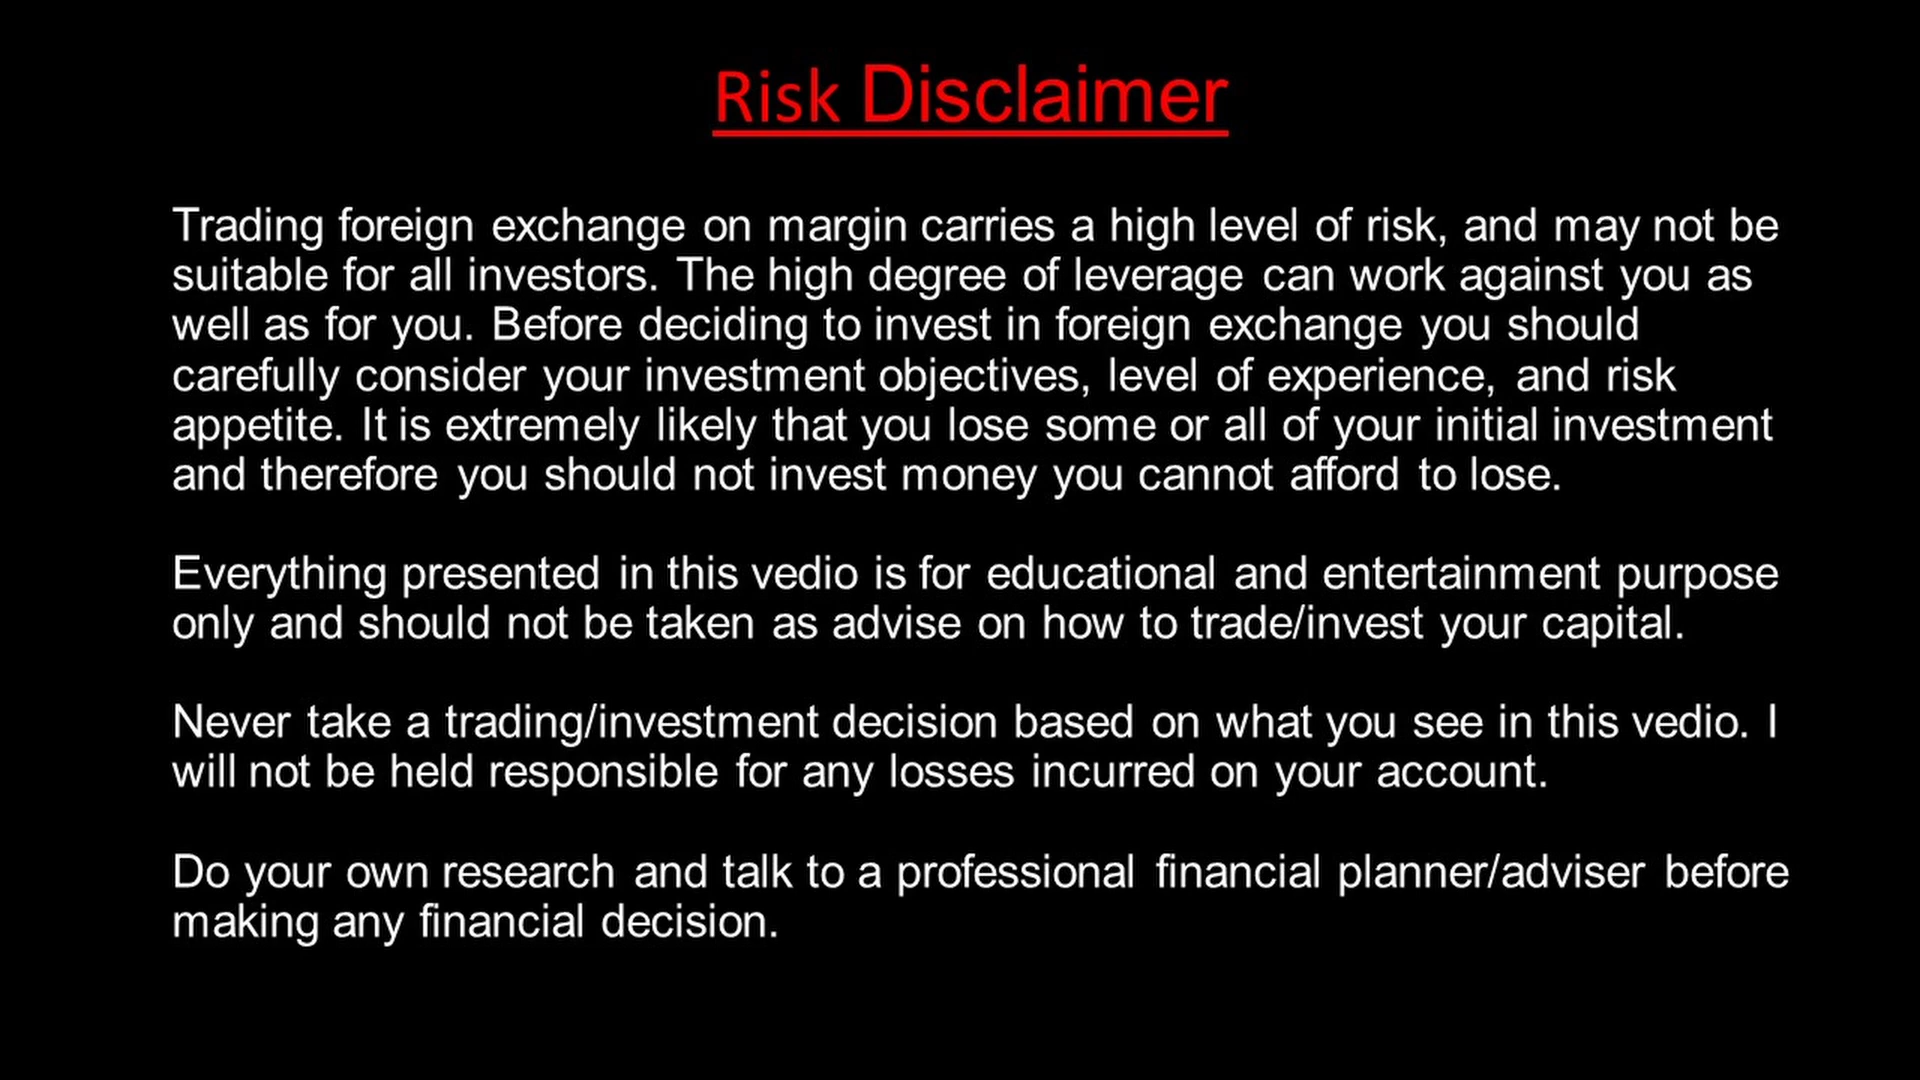 Risk Disclaimer
Trading foreign exchange on margin carries a high level of risk, and may not be
suitable for all investors. The high degree of leverage can work against you as
well as for you. Before deciding to invest in foreign exchange you should
carefully consider your investment objectives, level of experience, and risk
appetite. It is extremely likely that you lose some or all of your initial investment
and therefore you should not invest money you cannot afford to lose.
Everything presented in this vedio is for educational and entertainment purpose
only and should not be taken as advise on how to trade/invest your capital.
Never take a trading/investment decision based on what you see in this vedio. I
will not be held responsible for any losses incurred on your account.
Do your own research and talk to a professional financial planner/adviser before
making any financial decision.